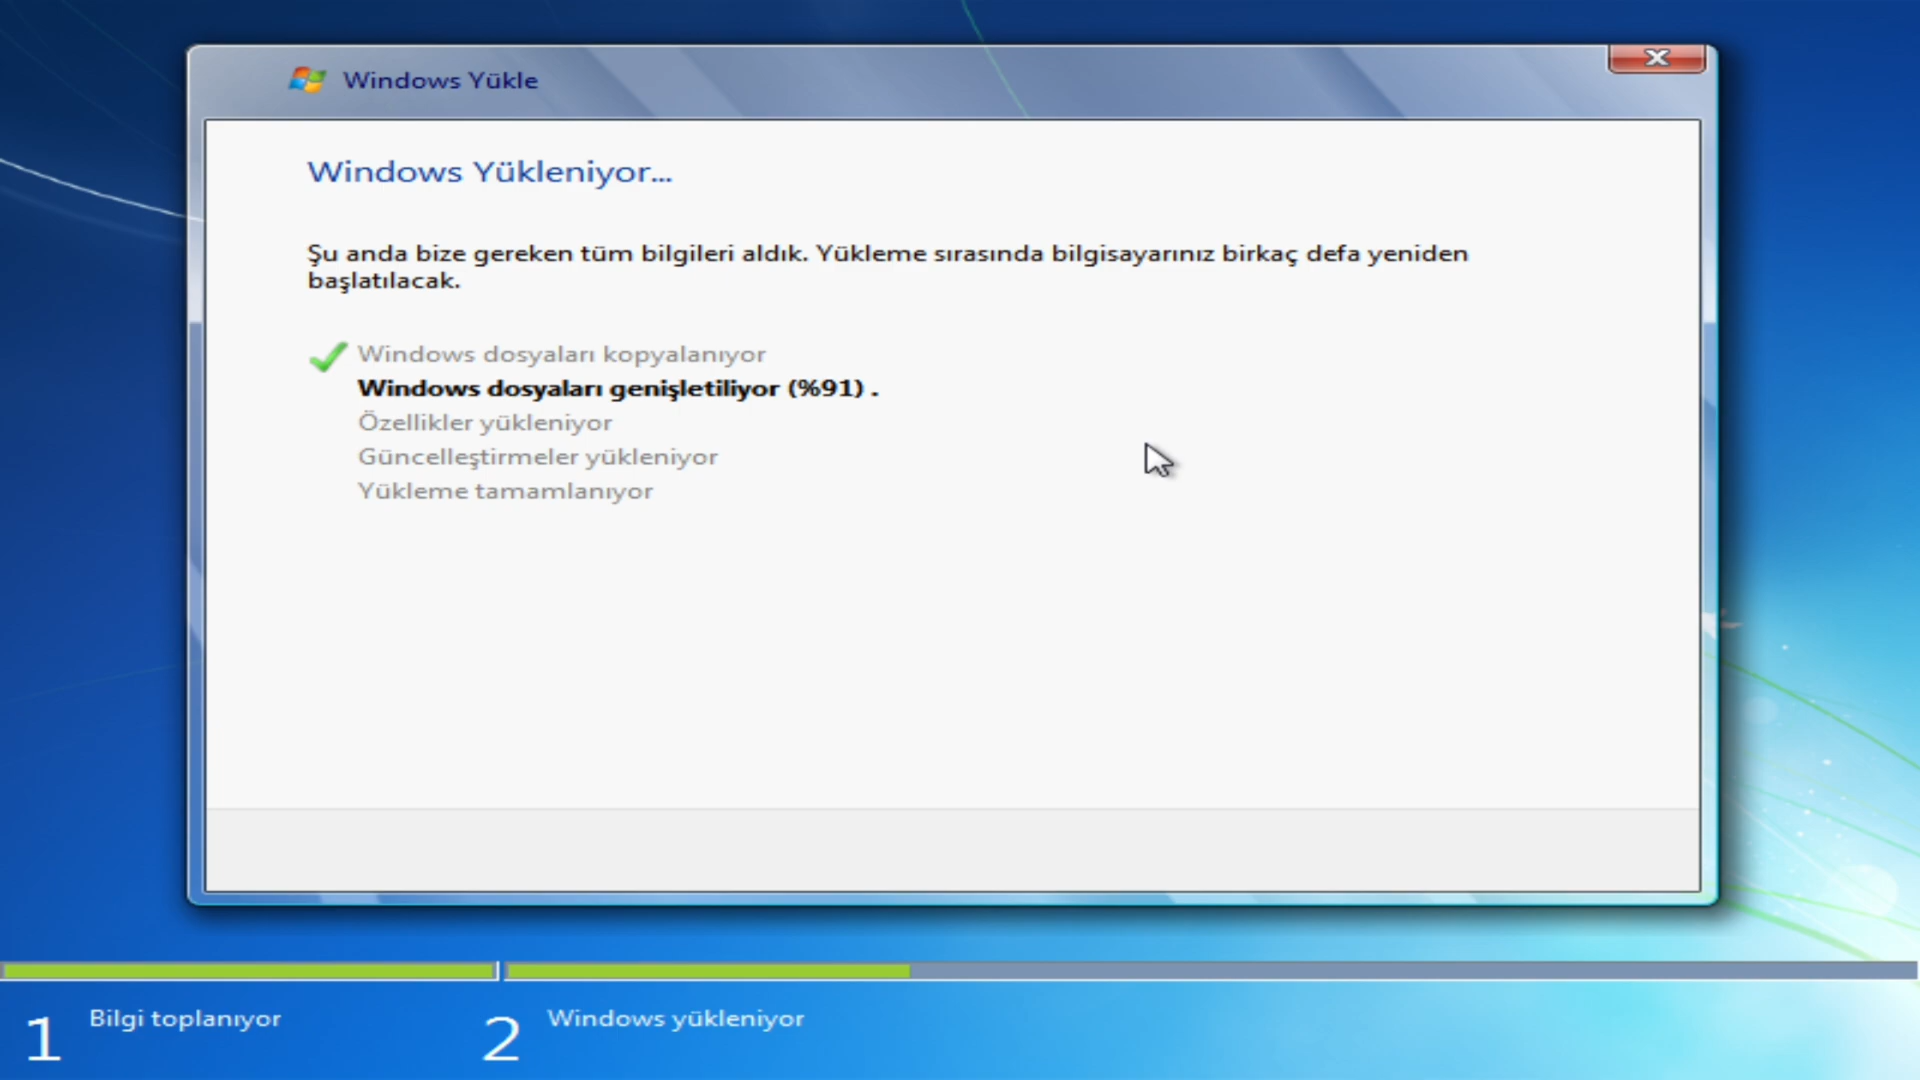 Windows Yükle
Windows Yükleniyor...
Şu anda bize gereken tüm bilgileri aldık. Yükleme sırasında bilgisayarınız birkaç defa yeniden
başlatılacak.
Windows dosyaları kopyalanıyor
Windows dosyaları genişletiliyor (%91) .
Özellikler yükleniyor
Güncelleştirmeler yükleniyor
Yükleme tamamlanıyor
1 Bilgi toplanıyor
2 Windows yükleniyor